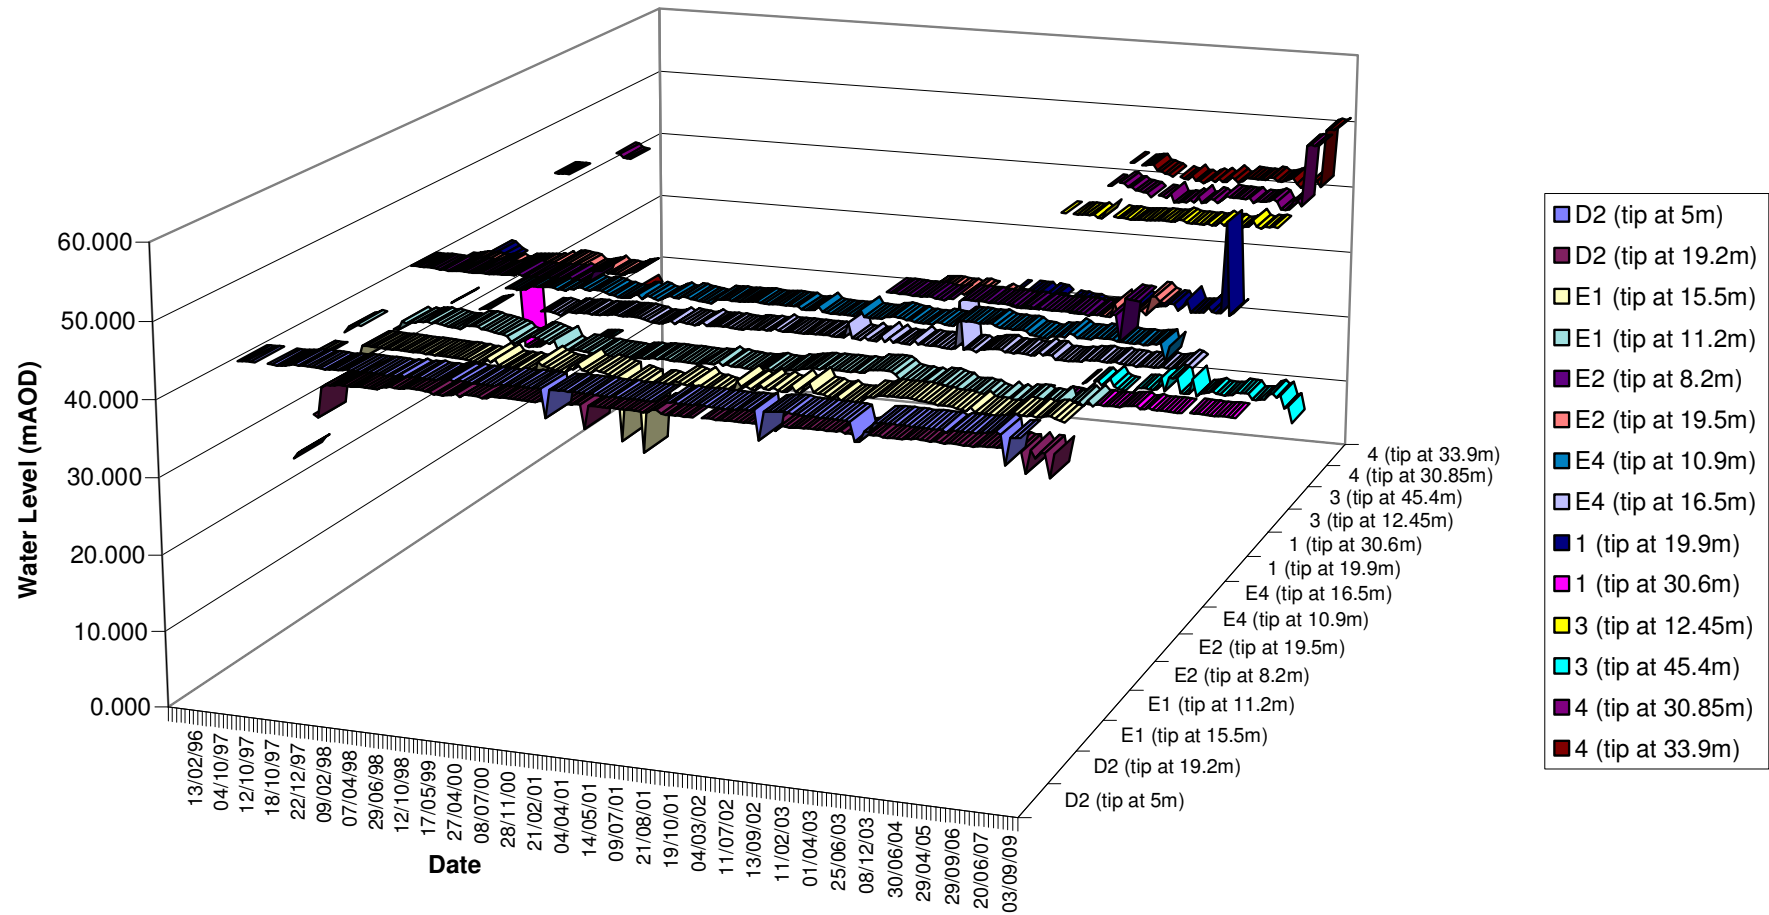 60.000
50.000
40.000
30.000
20.000
10.000
0.000
Water Level (mAOD)
13/02/96
04/10/97
12/10/97
18/10/97
22/12/97
09/02/98
07/04/98
29/06/98
12/10/98
17/05/99
27/04/00
08/07/00
28/11/00
21/02/01
04/04/01
14/05/01
09/07/01
21/08/01
19/10/01
04/03/02
11/07/02
13/09/02
11/02/03
01/04/03
25/06/03
08/12/03
30/06/04
29/04/05
29/09/06
20/06/07
03/09/09
Date
4 (tip at 33.9m)
4 (tip at 30.85m)
3 (tip at 45.4m)
3 (tip at 12.45m)
1 (tip at 30.6m)
1 (tip at 19.9m)
E4 (tip at 16.5m)
E4 (tip at 10.9m)
E2 (tip at 19.5m)
E2 (tip at 8.2m)
E1 (tip at 11.2m)
E1 (tip at 15.5m)
D2 (tip at 19.2m)
D2 (tip at 5m)
D2 (tip at 5m)
D2 (tip at 19.2m)
E1 (tip at 15.5m)
E1 (tip at 11.2m)
E2 (tip at 8.2m)
E2 (tip at 19.5m)
E4 (tip at 10.9m)
E4 (tip at 16.5m)
1 (tip at 19.9m)
1 (tip at 30.6m)
3 (tip at 12.45m)
3 (tip at 45.4m)
4 (tip at 30.85m)
4 (tip at 33.9m)